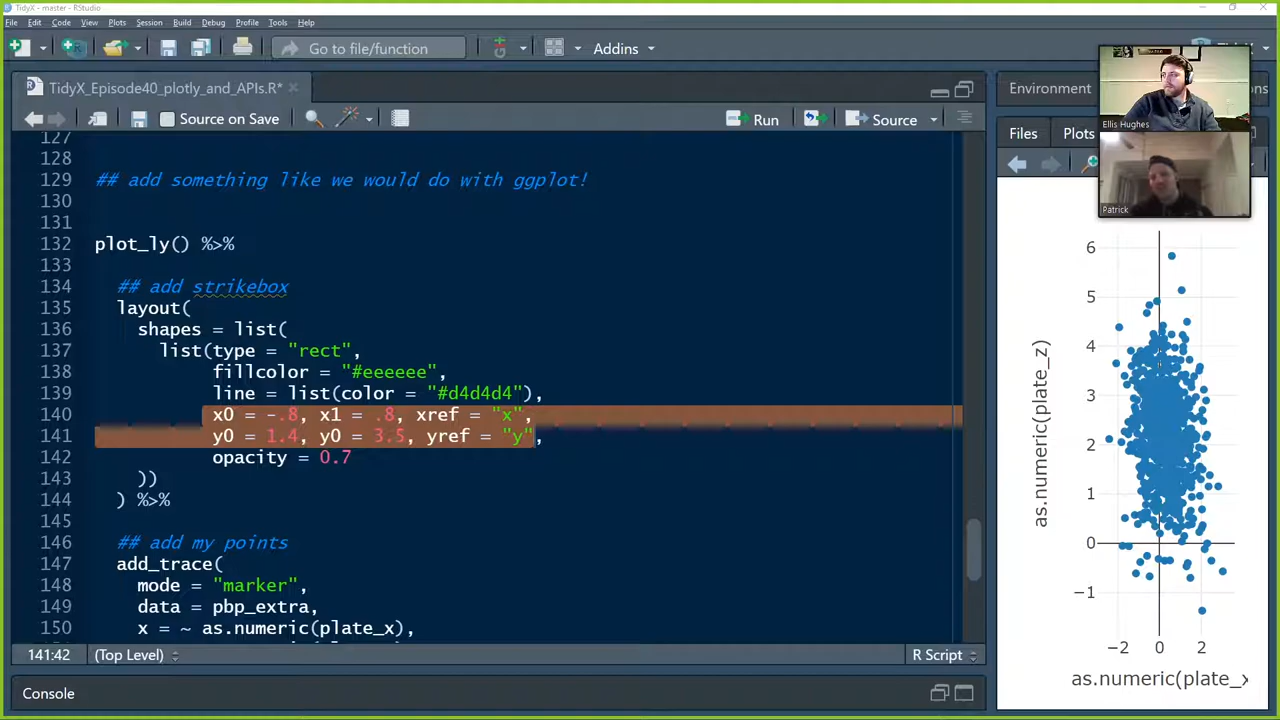 TidyX - master - RStudio
File Edit Code View Plots Session Build Debug Profile Tools Help
Go to file/function Addins
TidyX_Episode40_plotly_and_APIs.R*
Source on Save Run Source
127
128
129 ## add something like we would do with ggplot!
130
131
132 plot_ly() %>%
133
134 ## add strikebox
135 layout(
136 shapes = list(
137 list(type = "rect",
138 fillcolor = "#eeeeee",
139 line = list(color = "#d4d4d4"),
140 x0 = -.8, x1 = .8, xref = "x",
141 y0 = 1.4, y0 = 3.5, yref = "y",
142 opacity = 0.7
143 ))
144 ) %>%
145
146 ## add my points
147 add_trace(
148 mode = "marker",
149 data = pbp_extra,
150 x = ~ as.numeric(plate_x),
141:42 (Top Level) R Script
Console
Environment
Files Plots
Ellis Hughes
Patrick
6
5
4
3
2
1
0
−1
as.numeric(plate_z)
−2 0 2
as.numeric(plate_x